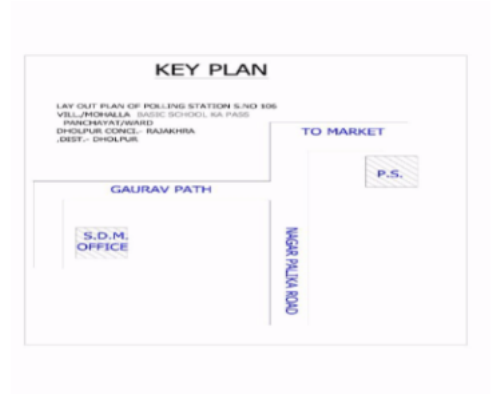 KEY PLAN
LAY OUT PLAN OF POLLING STATION S.NO 106
VILL./MOHALLA BASIC SCHOOL KA PASS
PANCHAYAT/WARD
DHOLPUR CONCI.- RAJAKHRA
.DIST.- DHOLPUR
TO MARKET
P.S.
GAURAV PATH
S.D.M.
OFFICE
NAGAR PALIKA ROAD